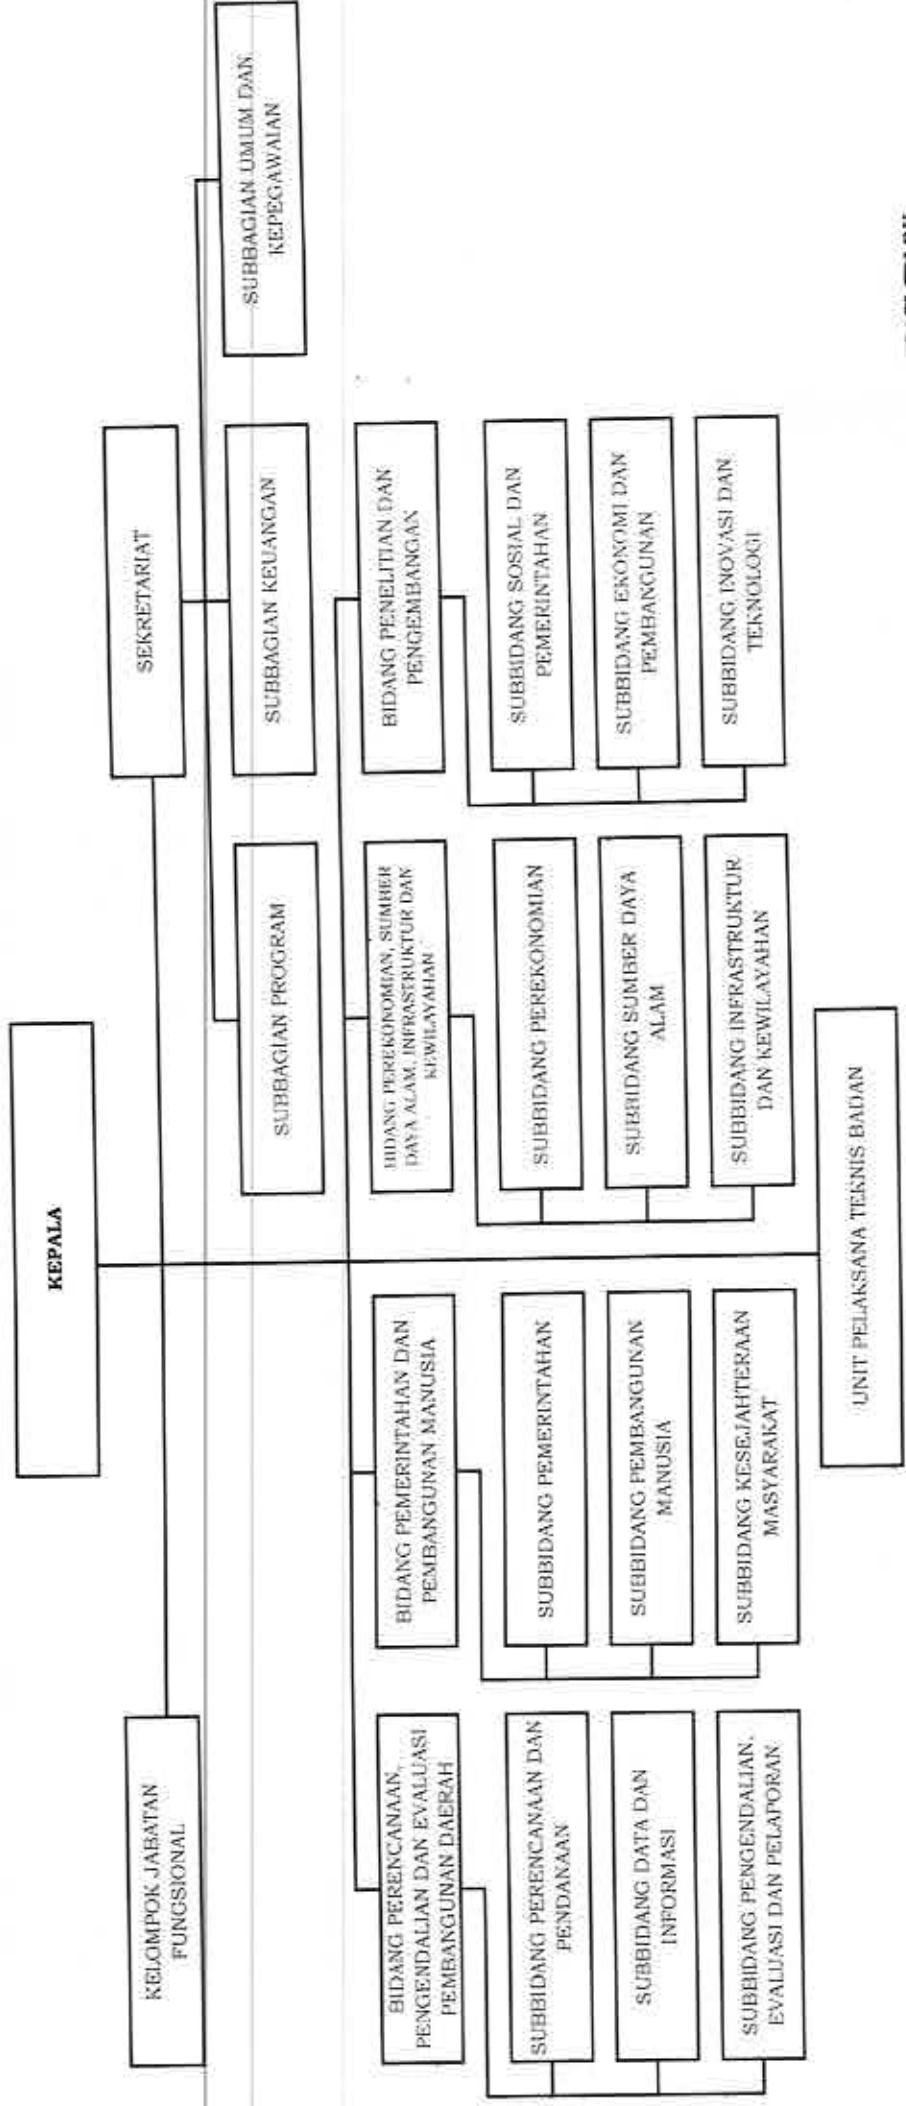 KEPALA
KELOMPOK JABATAN
FUNGSIONAL
SEKRETARIAT
SUBBAGIAN PROGRAM
SUBBAGIAN KEUANGAN
SUBBAGIAN UMUM DAN
KEPEGAWAIAN
BIDANG PERENCANAAN,
PENGENDALIAN DAN EVALUASI
PEMBANGUNAN DAERAH
BIDANG PEMERINTAHAN DAN
PEMBANGUNAN MANUSIA
BIDANG PEREKONOMIAN, SUMBER
DAYA ALAM, INFRASTRUKTUR DAN
KEWILAYAHAN
BIDANG PENELITIAN DAN
PENGEMBANGAN
SUBBIDANG PERENCANAAN DAN
PENDANAAN
SUBBIDANG DATA DAN
INFORMASI
SUBBIDANG PENGENDALIAN,
EVALUASI DAN PELAPORAN
SUBBIDANG PEMERINTAHAN
SUBBIDANG PEMBANGUNAN
MANUSIA
SUBBIDANG KESEJAHTERAAN
MASYARAKAT
SUBBIDANG PEREKONOMIAN
SUBBIDANG SUMBER DAYA
ALAM
SUBBIDANG INFRASTRUKTUR
DAN KEWILAYAHAN
SUBBIDANG SOSIAL DAN
PEMERINTAHAN
SUBBIDANG EKONOMI DAN
PEMBANGUNAN
SUBBIDANG INOVASI DAN
TEKNOLOGI
UNIT PELAKSANA TEKNIS BADAN